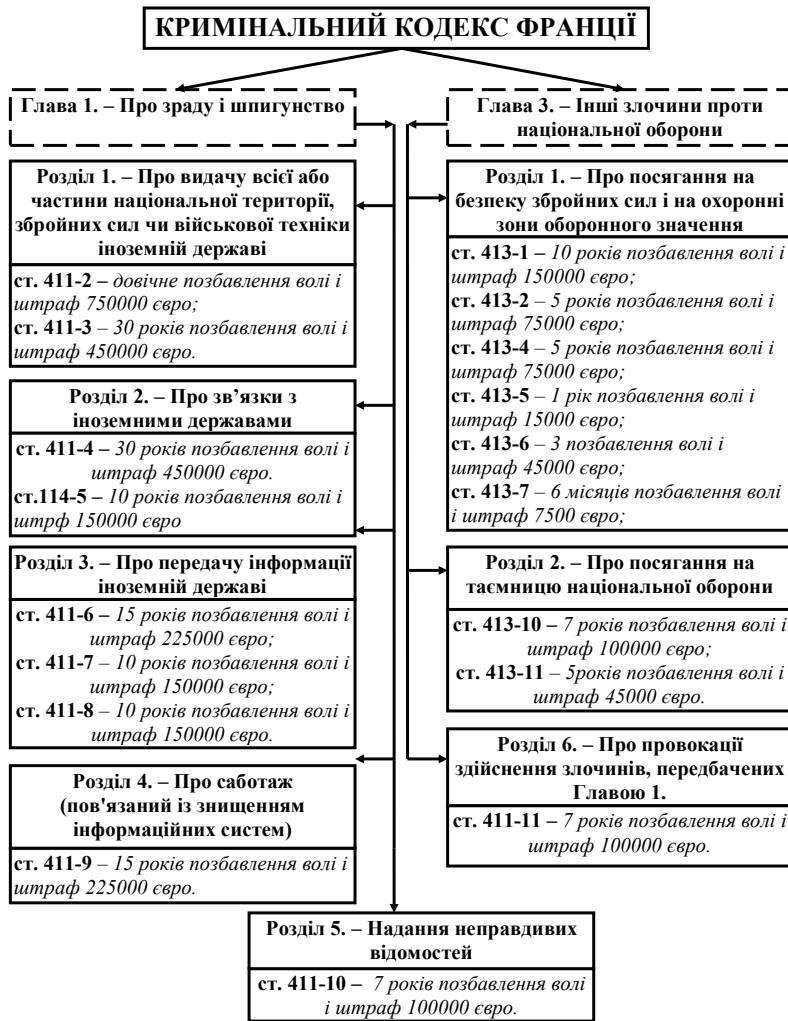 КРИМІНАЛЬНИЙ КОДЕКС ФРАНЦІЇ
Глава 1. – Про зраду і шпигунство
Розділ 1. – Про видачу всієї або
частини національної території,
збройних сил чи військової техніки
іноземній державі
ст. 411-2 – довічне позбавлення волі і
штраф 750000 євро;
ст. 411-3 – 30 років позбавлення волі і
штраф 450000 євро.
Розділ 2. – Про зв’язки з
іноземними державами
ст. 411-4 – 30 років позбавлення волі і
штраф 450000 євро.
ст.114-5 – 10 років позбавлення волі і
штрф 150000 євро
Розділ 3. – Про передачу інформації
іноземній державі
ст. 411-6 – 15 років позбавлення волі і
штраф 225000 євро;
ст. 411-7 – 10 років позбавлення волі і
штраф 150000 євро;
ст. 411-8 – 10 років позбавлення волі і
штраф 150000 євро.
Розділ 4. – Про саботаж
(пов'язаний із знищенням
інформаційних систем)
ст. 411-9 – 15 років позбавлення волі і
штраф 225000 євро.
Глава 3. – Інші злочини проти
національної оборони
Розділ 1. – Про посягання на
безпеку збройних сил і на охоронні
зони оборонного значення
ст. 413-1 – 10 років позбавлення волі і
штраф 150000 євро;
ст. 413-2 – 5 років позбавлення волі і
штраф 75000 євро;
ст. 413-4 – 5 років позбавлення волі і
штраф 75000 євро;
ст. 413-5 – 1 рік позбавлення волі і
штраф 15000 євро;
ст. 413-6 – 3 позбавлення волі і
штраф 45000 євро;
ст. 413-7 – 6 місяців позбавлення волі
і штраф 7500 євро;
Розділ 2. – Про посягання на
таємницю національної оборони
ст. 413-10 – 7 років позбавлення волі і
штраф 100000 євро;
ст. 413-11 – 5років позбавлення волі і
штраф 45000 євро.
Розділ 6. – Про провокації
здійснення злочинів, передбачених
Главою 1.
ст. 411-11 – 7 років позбавлення волі і
штраф 100000 євро.
Розділ 5. – Надання неправдивих
відомостей
ст. 411-10 – 7 років позбавлення волі
і штраф 100000 євро.